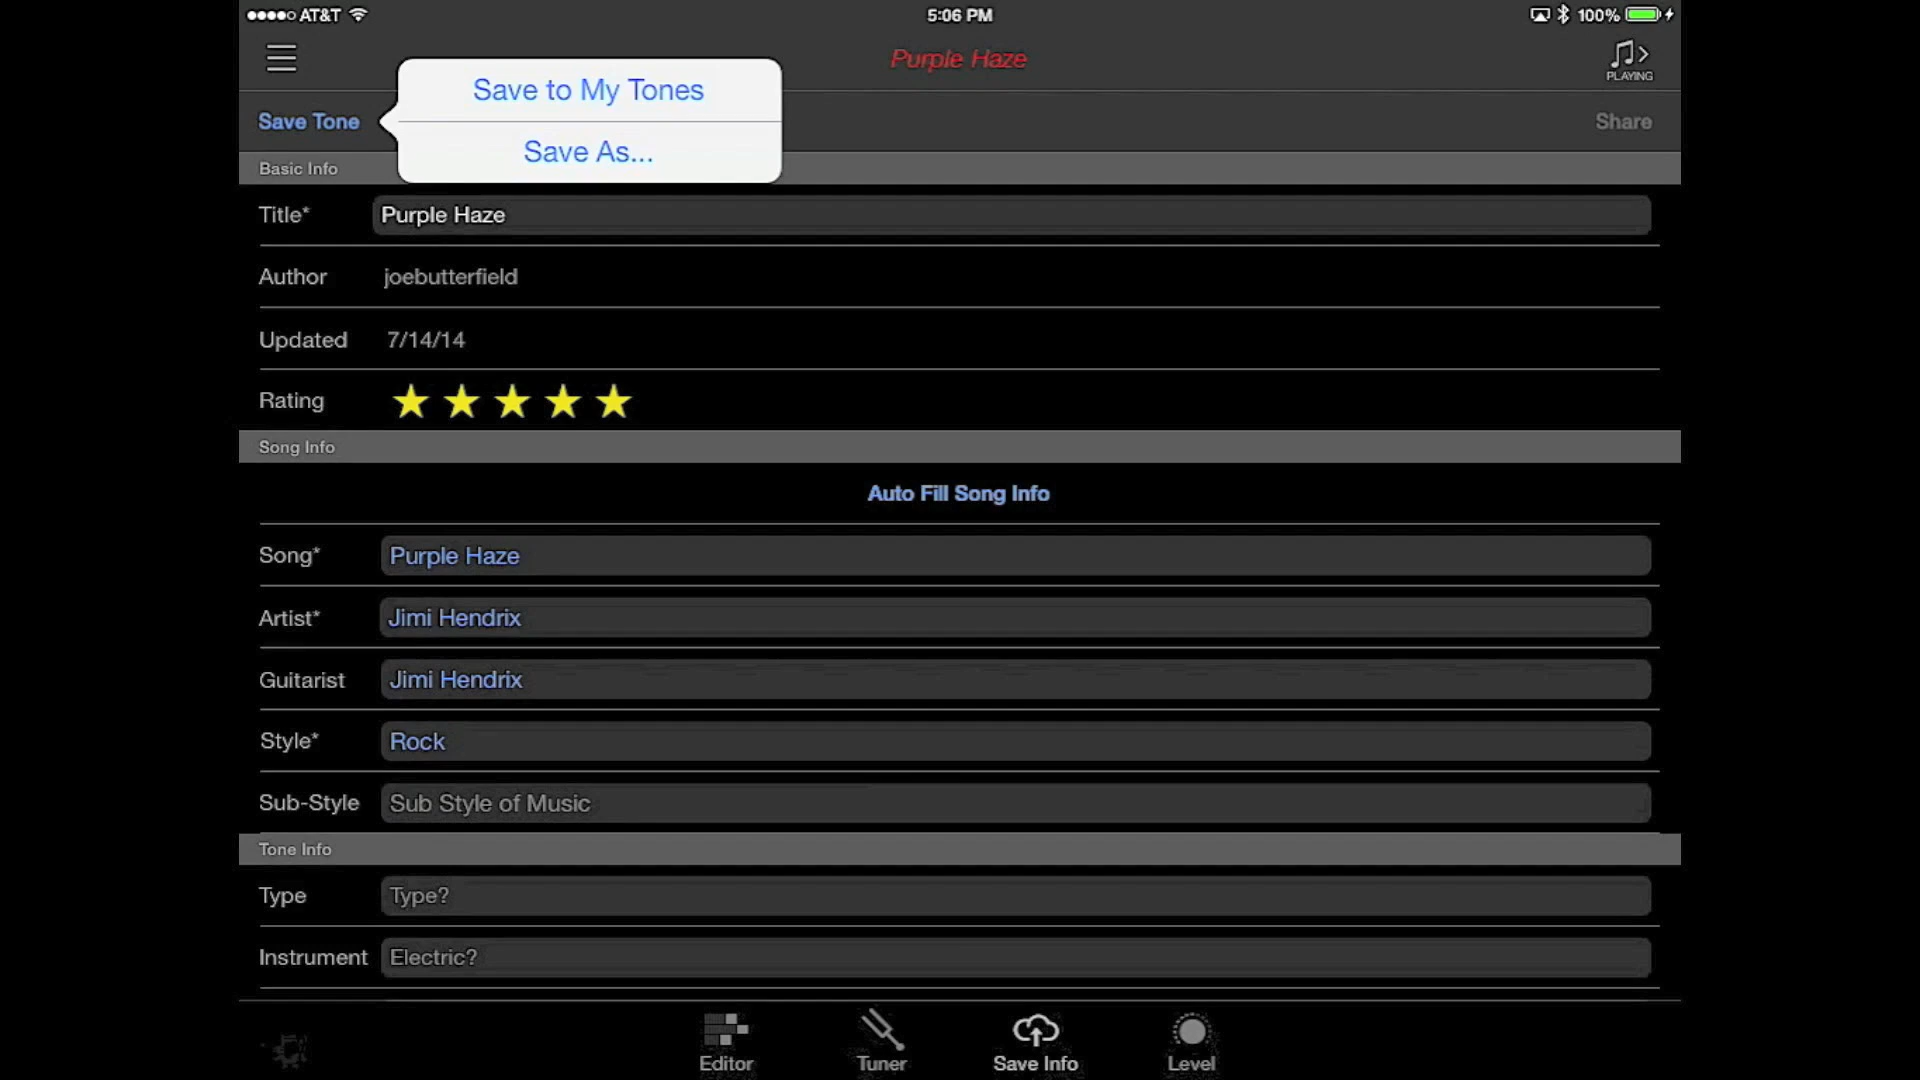 AT&T 5:06 PM 100%
Purple Haze
PLAYING
Save to My Tones
Save Tone
Share
Save As...
Basic Info
Title* Purple Haze
Author joebutterfield
Updated 7/14/14
Rating
Song Info
Auto Fill Song Info
Song* Purple Haze
Artist* Jimi Hendrix
Guitarist Jimi Hendrix
Style* Rock
Sub-Style Sub Style of Music
Tone Info
Type Type?
Instrument Electric?
Editor Tuner Save Info Level